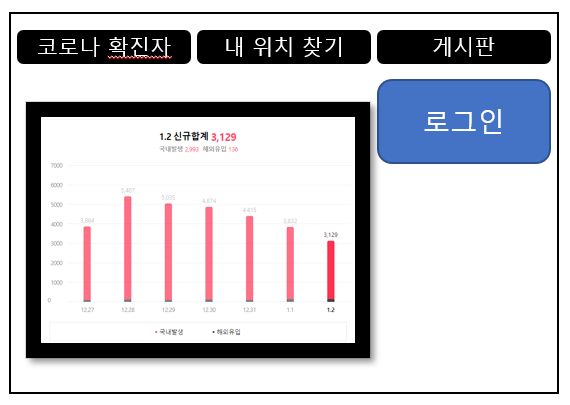 코로나 확진자 내 위치 찾기 게시판
로그인
1.2 신규합계 3,129
국내발생 2,993 해외유입 136
7000
6000
5000
4000
3000
2000
1000
0
3,864 5,407 5,035 4,874 4,415 3,832 3,129
12.27 12.28 12.29 12.30 12.31 1.1 1.2
국내발생 해외유입